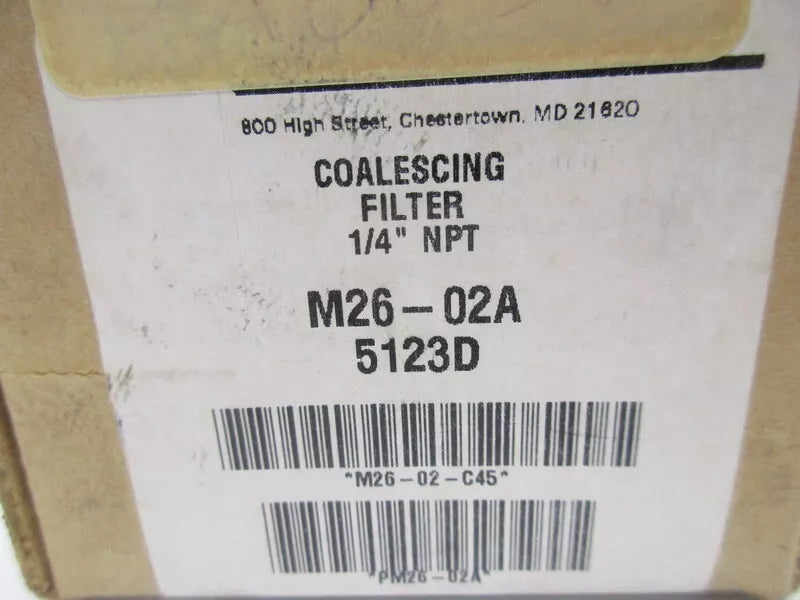 800 High Street, Chestertown, MD 21620
COALESCING
FILTER
1/4" NPT
M26-02A
5123D
*M26-02-C45*
*PM26-02A*